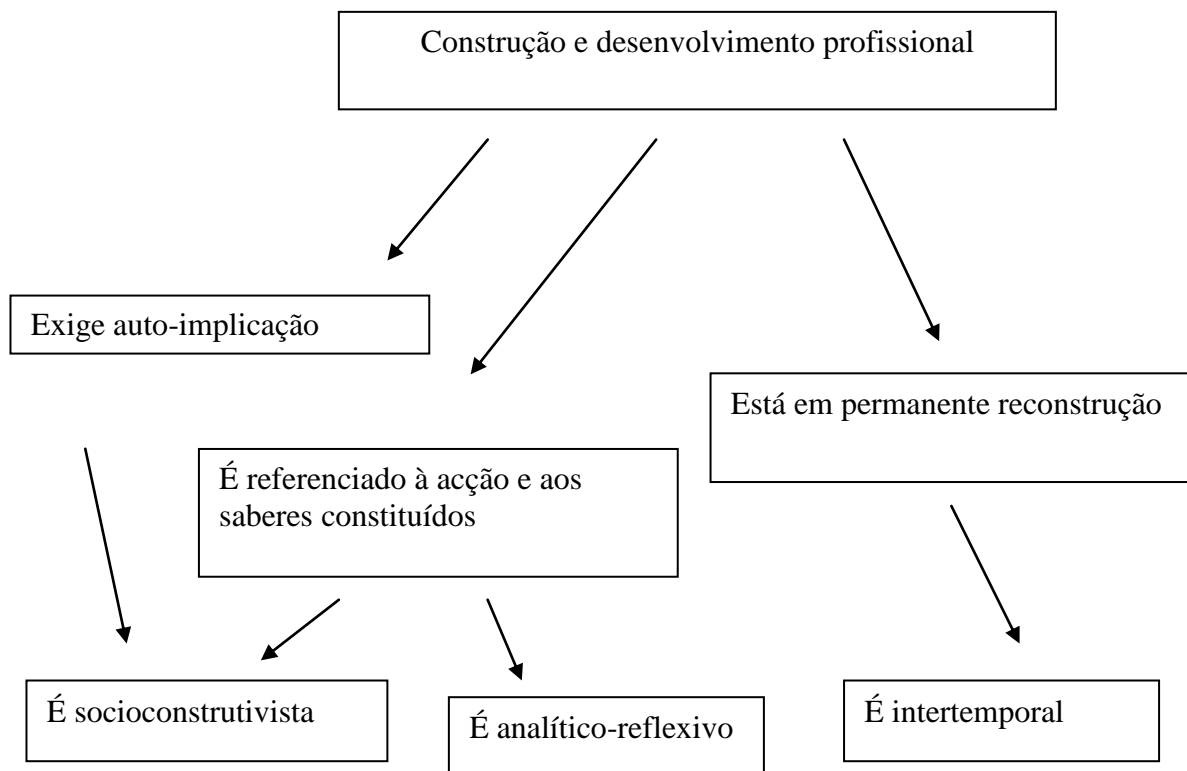 Construção e desenvolvimento profissional
Exige auto-implicação
Está em permanente reconstrução
É referenciado à acção e aos
saberes constituídos
É socioconstrutivista
É analítico-reflexivo
É intertemporal